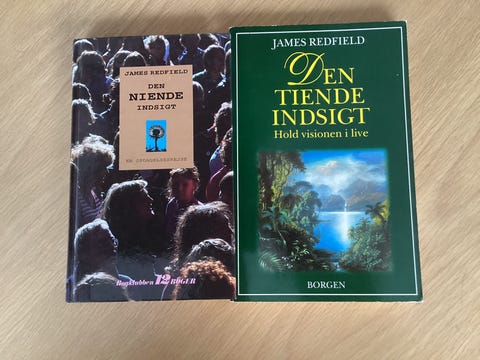 JAMES REDFIELD
DEN
NIENDE
INDSIGT
EN OPDAGELSESREJSE
Bogklubben 12 BØGER
JAMES REDFIELD
DEN
TIENDE
INDSIGT
Hold visionen i live
BORGEN